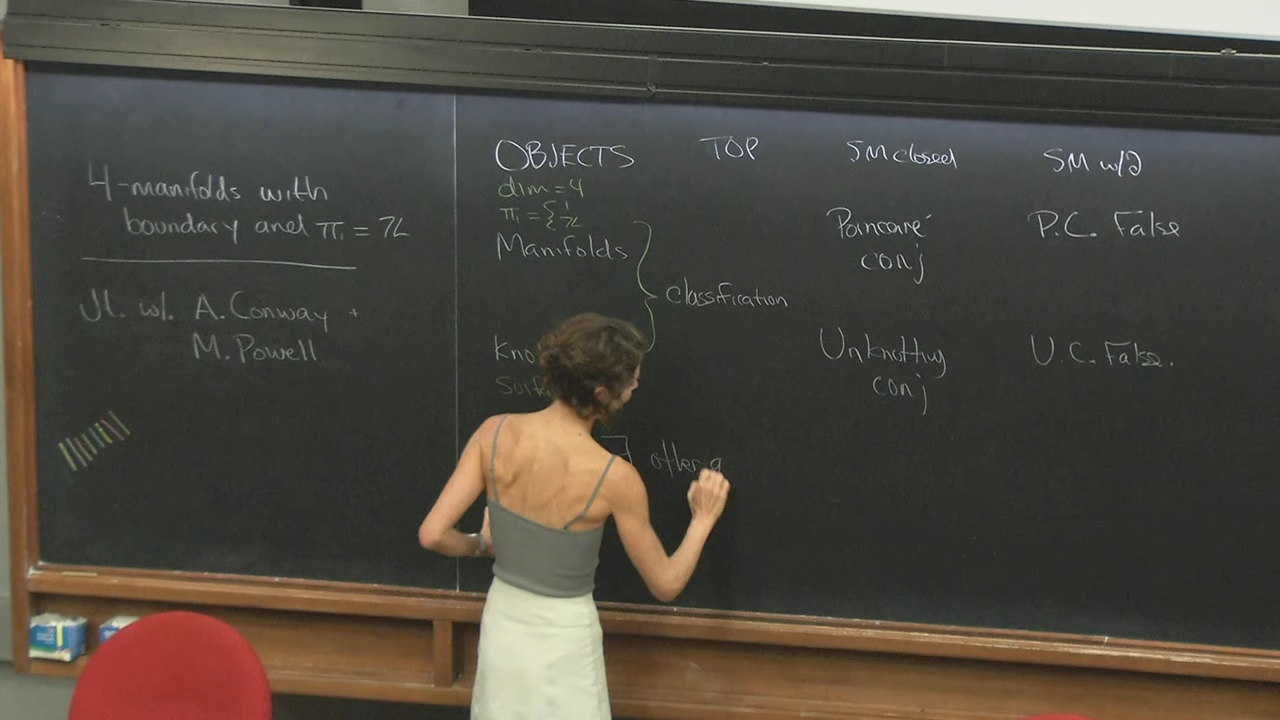 4-manifolds with
boundary and π₁ = ℤ
Jt. w/. A. Conway +
M. Powell
OBJECTS
dim = 4
π₁ = { 1 ℤ
Manifolds
classification
∃ other
TOP
SM closed
Poincaré
conj
Unknotting
conj
SM w/∂
P.C. False
U.C. False.